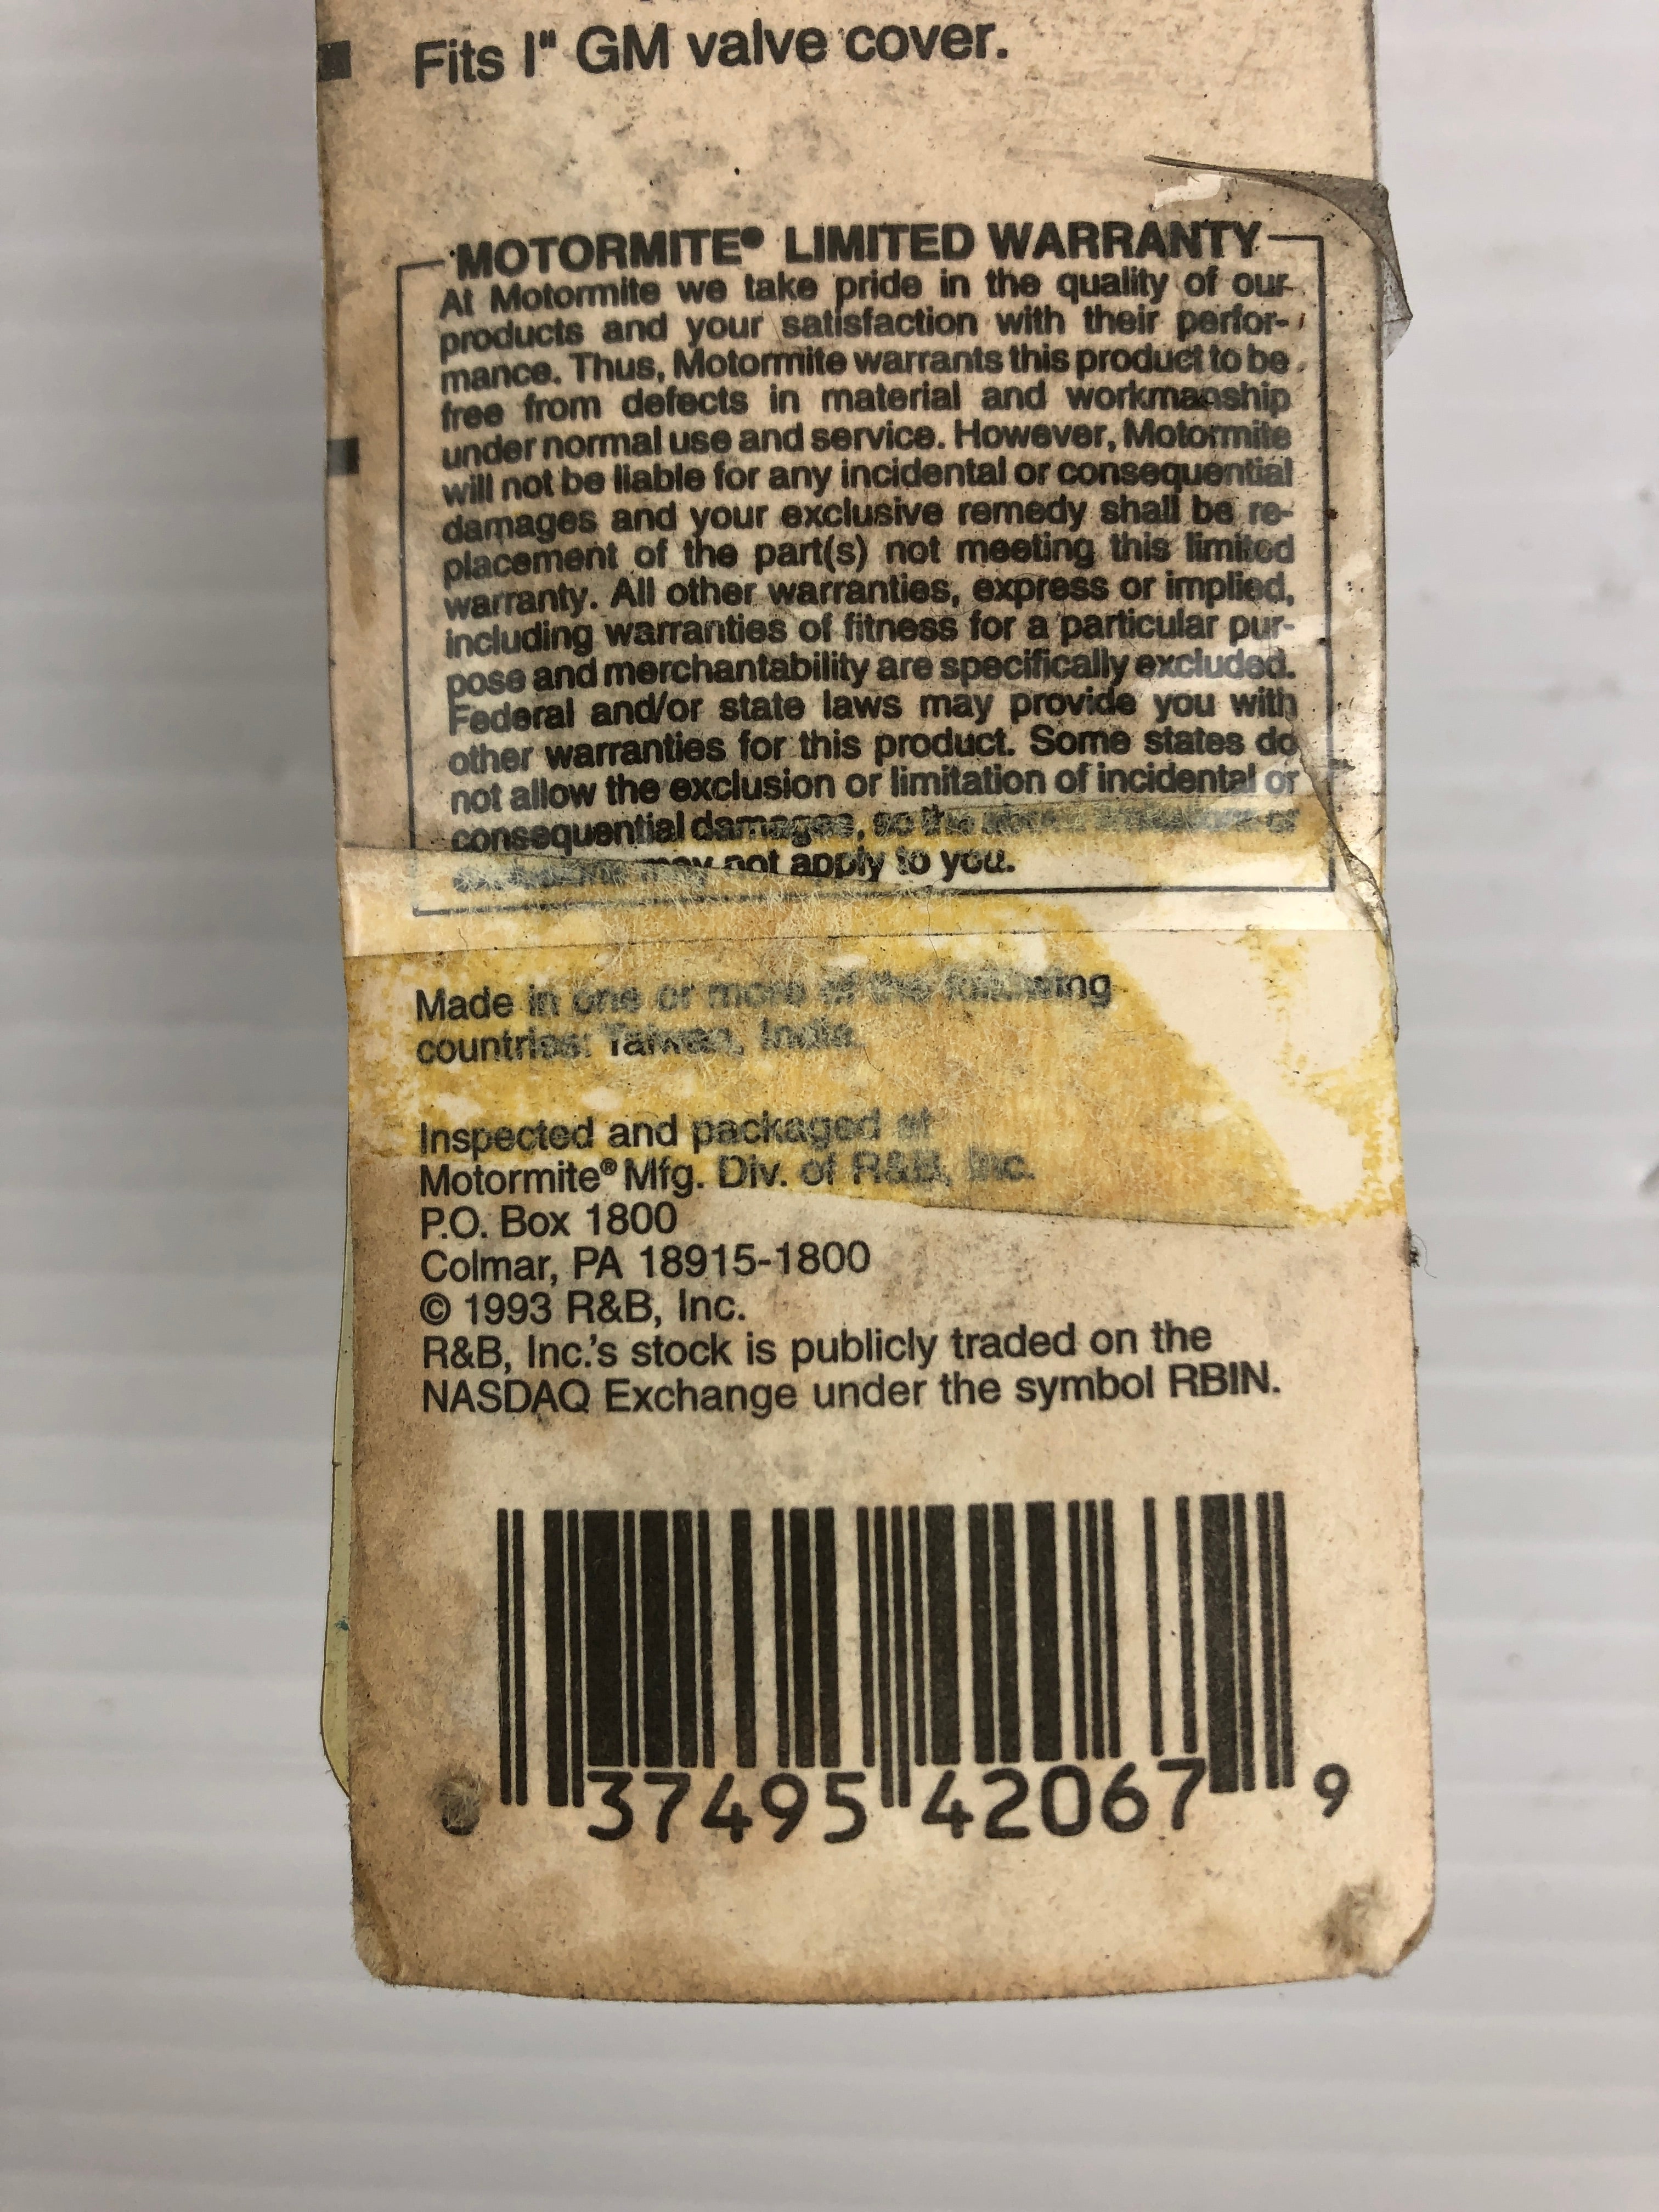 Fits 1" GM valve cover.
MOTORMITE® LIMITED WARRANTY
At Motormite we take pride in the quality of our
products and your satisfaction with their perfor-
mance. Thus, Motormite warrants this product to be
free from defects in material and workmanship
under normal use and service. However, Motormite
will not be liable for any incidental or consequential
damages and your exclusive remedy shall be re-
placement of the part(s) not meeting this limited
warranty. All other warranties, express or implied,
including warranties of fitness for a particular pur-
pose and merchantability are specifically excluded.
Federal and/or state laws may provide you with
other warranties for this product. Some states do
not allow the exclusion or limitation of incidental or
consequential damages, so the above or
may not apply to you.
Made in one or more of the following
countries: Taiwan, India.
Inspected and packaged at
Motormite® Mfg. Div. of R&B, Inc.
P.O. Box 1800
Colmar, PA 18915-1800
© 1993 R&B, Inc.
R&B, Inc.'s stock is publicly traded on the
NASDAQ Exchange under the symbol RBIN.
37495 42067 9